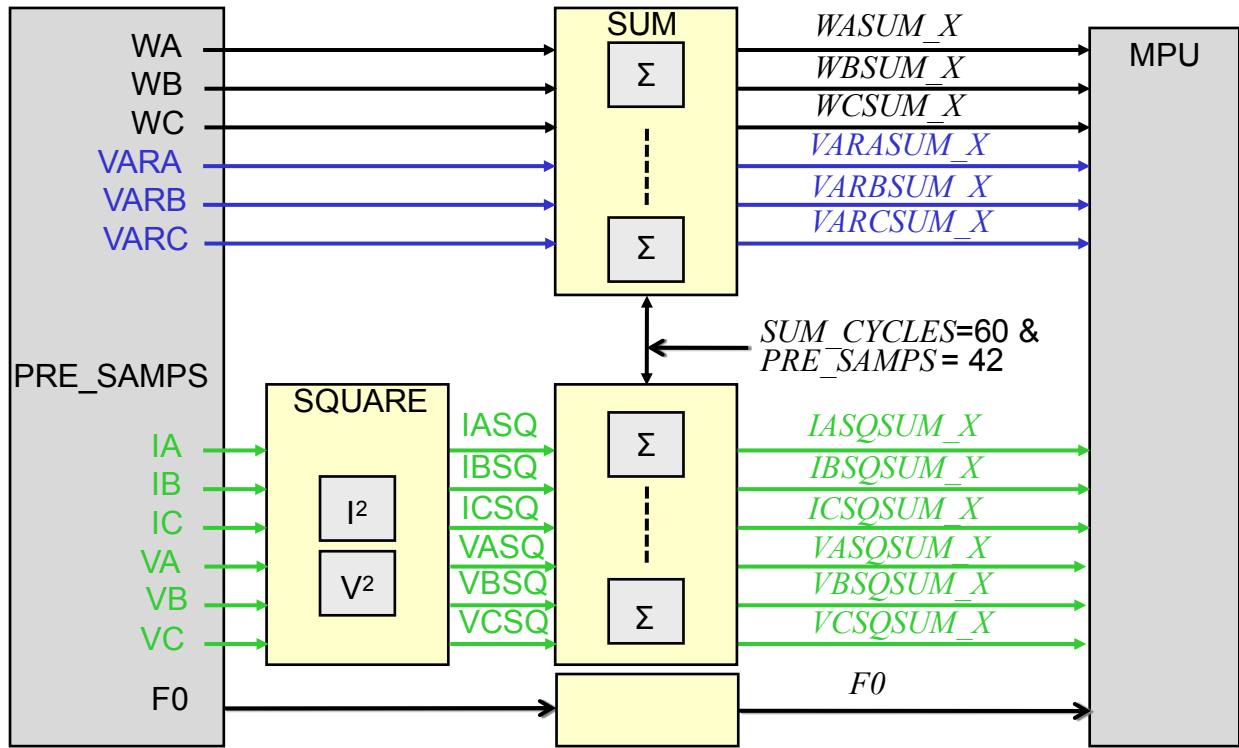 SUM
MPU
WA
WB
WC
VARA
VARB
VARC
Σ
Σ
WASUM_X
WBSUM_X
WCSUM_X
VARASUM_X
VARBSUM_X
VARCSUM_X
SUM_CYCLES=60 &
PRE_SAMPS = 42
PRE_SAMPS
SQUARE
IA
IB
IC
VA
VB
VC
I²
V²
IASQ
IBSQ
ICSQ
VASQ
VBSQ
VCSQ
Σ
Σ
IASQSUM_X
IBSQSUM_X
ICSQSUM_X
VASQSUM_X
VBSQSUM_X
VCSQSUM_X
F0
F0